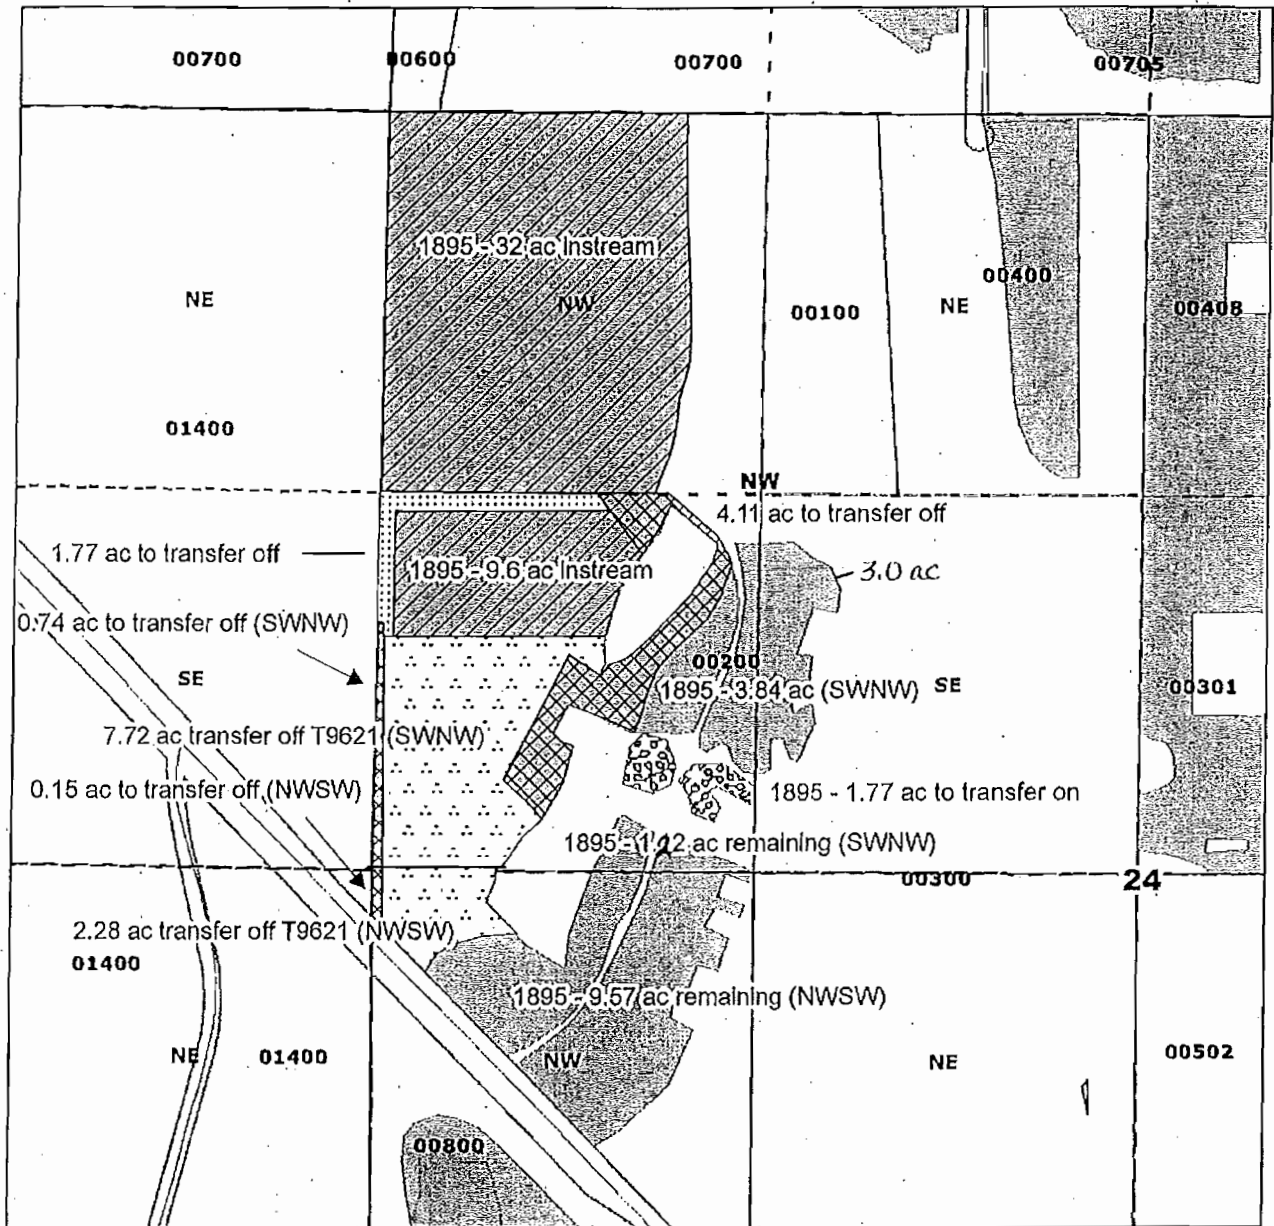 00700
00600
00700
00705
1895 - 32 ac Instream
NE
NW
00100
NE
00400
00408
01400
NW
4.11 ac to transfer off
1.77 ac to transfer off
1895 - 9.6 ac Instream
3.0 ac
0.74 ac to transfer off (SWNW)
SE
00200
1895 - 3.84 ac (SWNW)
SE
00301
7.72 ac transfer off T9621 (SWNW)
0.15 ac to transfer off (NWSW)
1895 - 1.77 ac to transfer on
1895 - 1.12 ac remaining (SWNW)
00300
24
2.28 ac transfer off T9621 (NWSW)
01400
1895 - 9.57 ac remaining (NWSW)
NE
01400
NW
NE
00502
00800